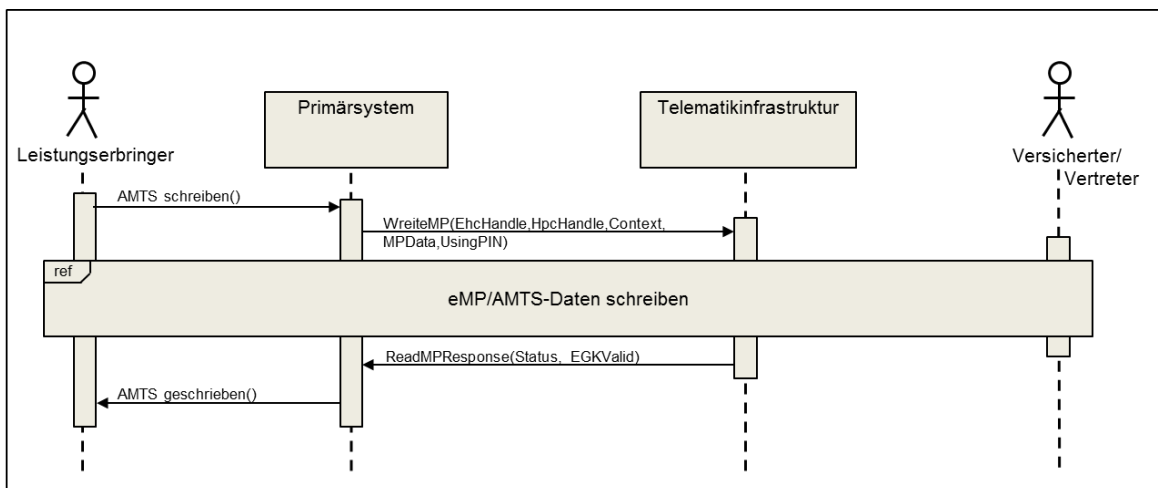 Primärsystem
Telematikinfrastruktur
Leistungserbringer
Versicherter/
Vertreter
AMTS schreiben()
WreiteMP(EhcHandle,HpcHandle,Context,
MPData,UsingPIN)
ref
eMP/AMTS-Daten schreiben
ReadMPResponse(Status, EGKValid)
AMTS geschrieben()